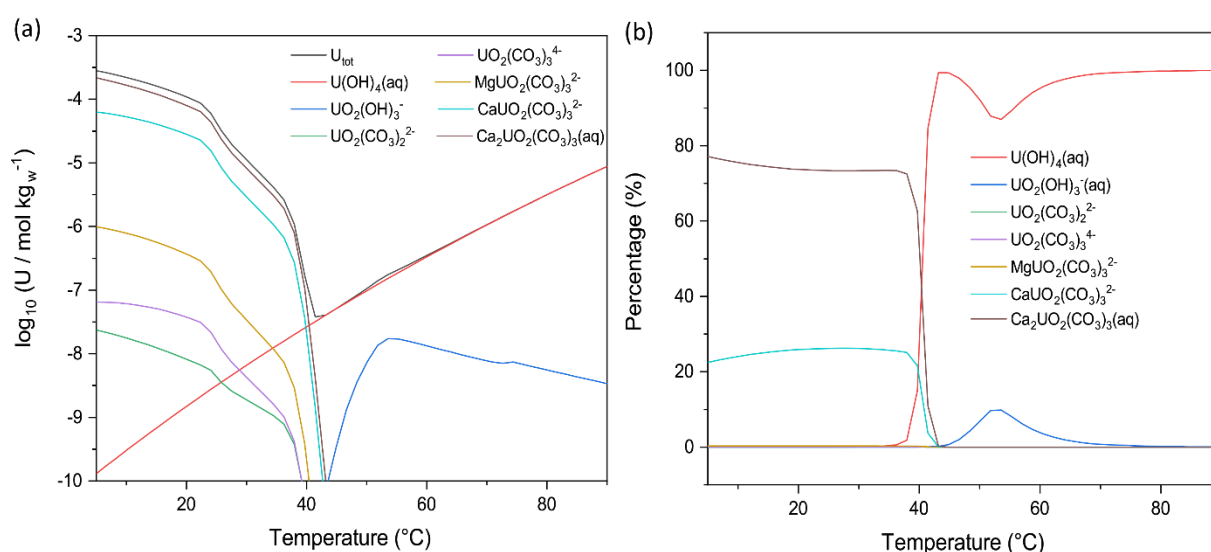 (a)
log₁₀ (U / mol kg_w⁻¹)
-3
-4
-5
-6
-7
-8
-9
-10
20
40
60
80
Temperature (°C)
U_tot
U(OH)₄(aq)
UO₂(OH)₃⁻
UO₂(CO₃)₂²⁻
UO₂(CO₃)₃⁴⁻
MgUO₂(CO₃)₃²⁻
CaUO₂(CO₃)₃²⁻
Ca₂UO₂(CO₃)₃(aq)
(b)
Percentage (%)
100
80
60
40
20
0
20
40
60
80
Temperature (°C)
U(OH)₄(aq)
UO₂(OH)₃⁻(aq)
UO₂(CO₃)₂²⁻
UO₂(CO₃)₃⁴⁻
MgUO₂(CO₃)₃²⁻
CaUO₂(CO₃)₃²⁻
Ca₂UO₂(CO₃)₃(aq)